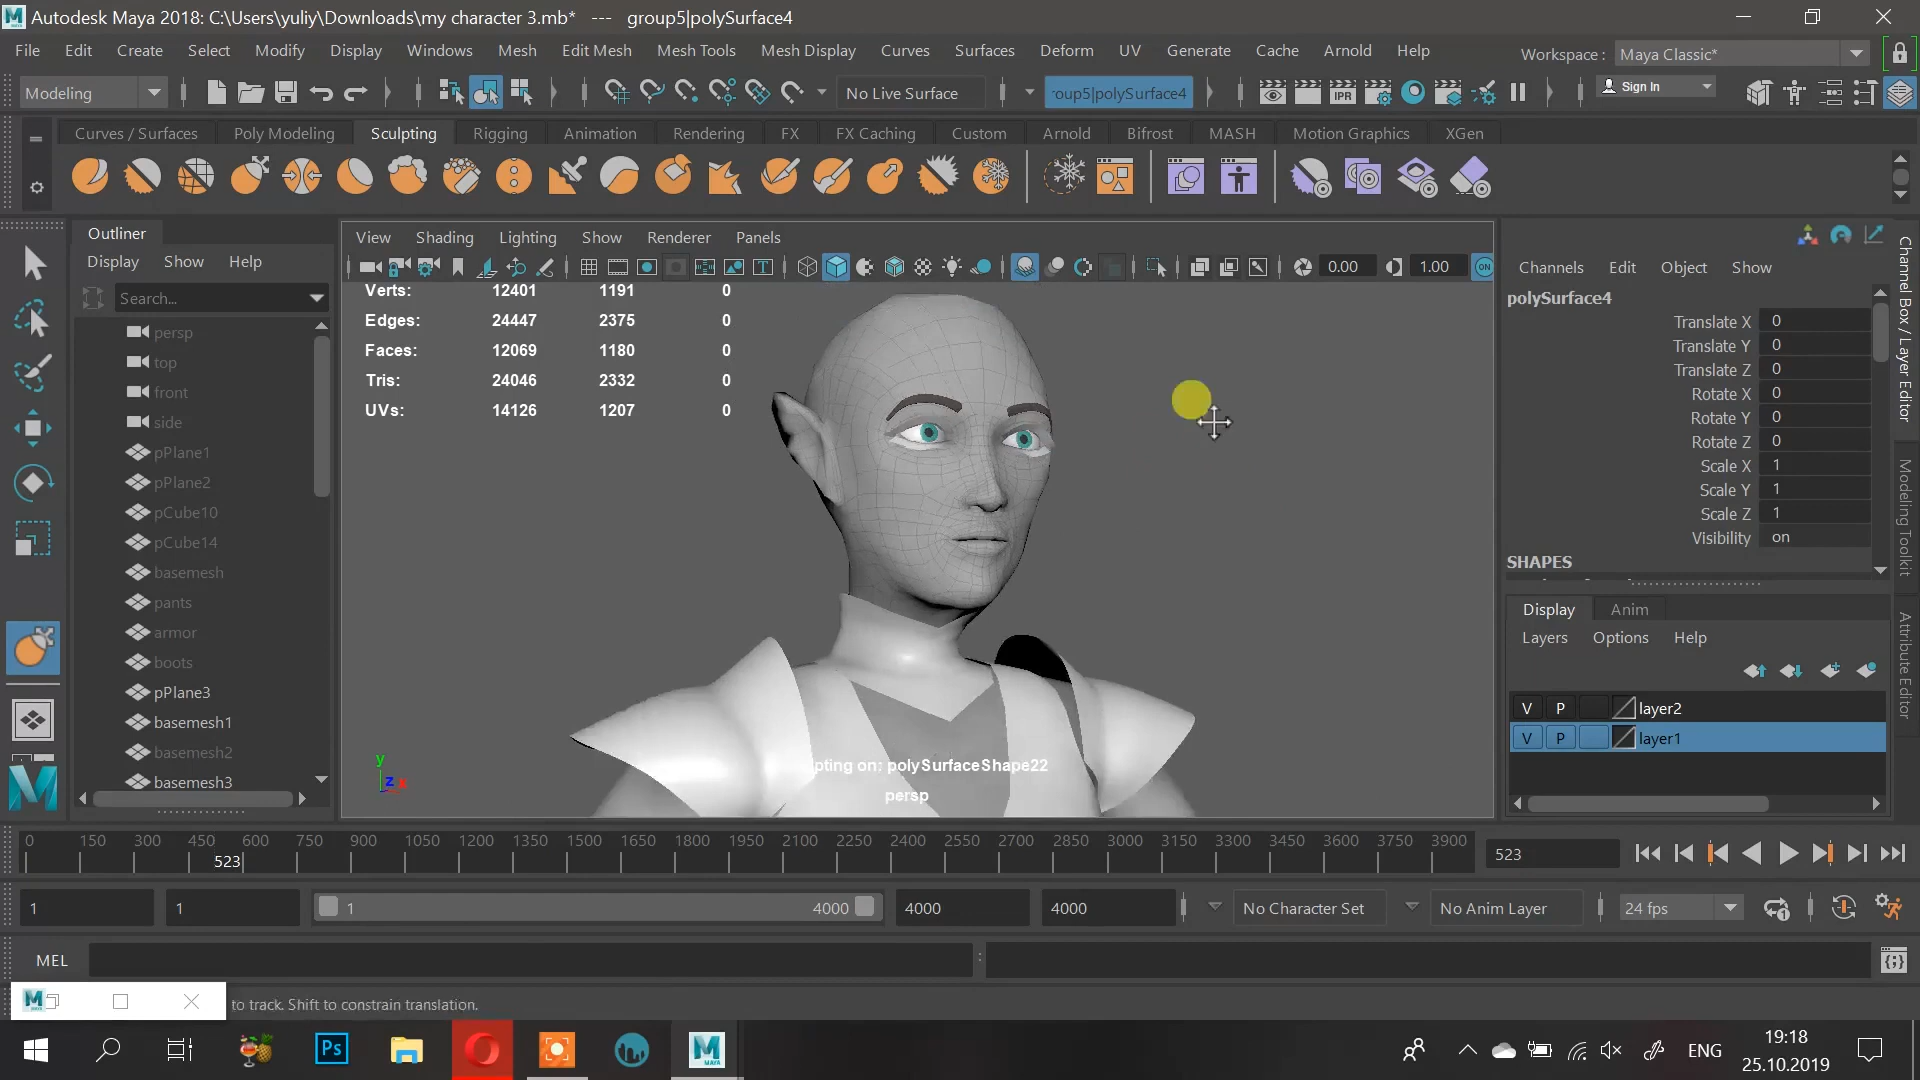 Autodesk Maya 2018: C:\Users\yuliy\Downloads\my character 3.mb*   ---   group5|polySurface4
File Edit Create Select Modify Display Windows Mesh Edit Mesh Mesh Tools Mesh Display Curves Surfaces Deform UV Generate Cache Arnold Help
Workspace : Maya Classic*
Modeling
No Live Surface
roup5|polySurface4
IPR
Sign In
Curves / Surfaces Poly Modeling Sculpting Rigging Animation Rendering FX FX Caching Custom Arnold Bifrost MASH Motion Graphics XGen
Outliner
Display Show Help
Search...
persp
top
front
side
pPlane1
pPlane2
pCube10
pCube14
basemesh
pants
armor
boots
pPlane3
basemesh1
basemesh2
basemesh3
View Shading Lighting Show Renderer Panels
0.00
1.00
ON
Verts: 12401 1191 0
Edges: 24447 2375 0
Faces: 12069 1180 0
Tris: 24046 2332 0
UVs: 14126 1207 0
pting on: polySurfaceShape22
persp
y
z
x
Channels Edit Object Show
polySurface4
Translate X 0
Translate Y 0
Translate Z 0
Rotate X 0
Rotate Y 0
Rotate Z 0
Scale X 1
Scale Y 1
Scale Z 1
Visibility on
SHAPES
Display Anim
Layers Options Help
V P layer2
V P layer1
Channel Box / Layer Editor
Modeling Toolkit
Attribute Editor
0 150 300 450 600 750 900 1050 1200 1350 1500 1650 1800 1950 2100 2250 2400 2550 2700 2850 3000 3150 3300 3450 3600 3750 3900
523
523
1
1
1
4000
4000
4000
No Character Set
No Anim Layer
24 fps
MEL
to track. Shift to constrain translation.
Ps
ENG
19:18
25.10.2019